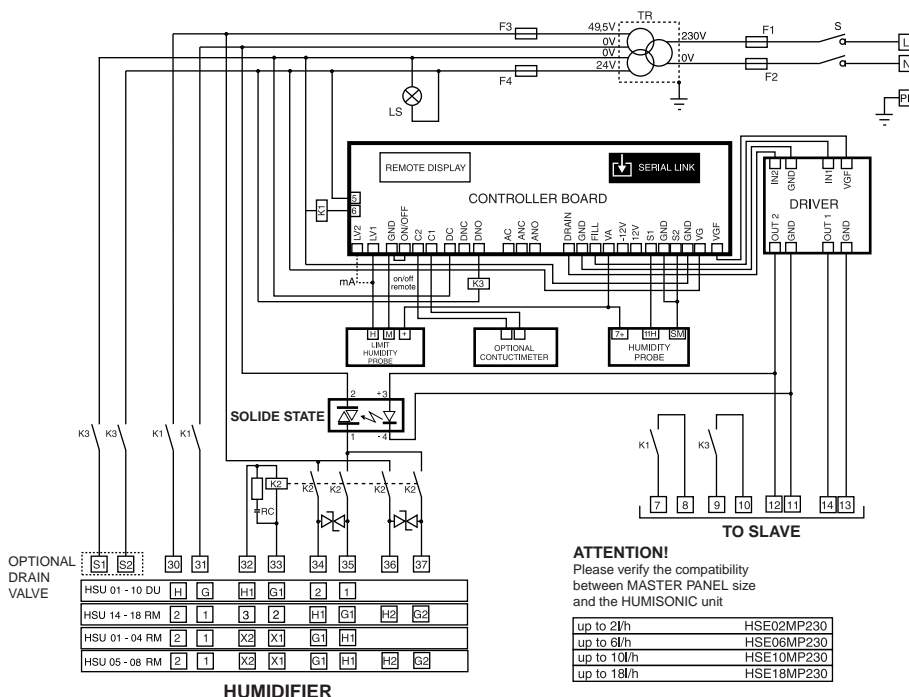 TR
F3
49,5V
0V
0V
24V
F4
230V
0V
F1
S
L
F2
N
LS
REMOTE DISPLAY
SERIAL LINK
CONTROLLER BOARD
5
6
K1
LV2
LV1
GND
ON/OFF
C2
C1
DC
DNC
DNO
AC
ANC
ANO
DRAIN
GND
FILL
VA
-12V
12V
S1
GND
S2
GND
VG
VGF
IN2
GND
IN1
VGF
DRIVER
OUT 2
GND
OUT 1
GND
mA
on/off
remote
K3
H M +
LIMIT
HUMIDITY
PROBE
OPTIONAL
CONTUCTIMETER
7+ 11H SM
HUMIDITY
PROBE
2 +3
SOLIDE STATE
1 - 4
K3 K3 K1 K1
K2
RC
K2 K2 K2 K2
K1 K3
7 8 9 10 12 11 14 13
TO SLAVE
OPTIONAL
DRAIN
VALVE
S1 S2 30 31 32 33 34 35 36 37
HSU 01 - 10 DU H G H1 G1 2 1
HSU 14 - 18 RM 2 1 3 2 H1 G1 H2 G2
HSU 01 - 04 RM 2 1 X2 X1 G1 H1
HSU 05 - 08 RM 2 1 X2 X1 G1 H1 H2 G2
HUMIDIFIER
ATTENTION!
Please verify the compatibility
between MASTER PANEL size
and the HUMISONIC unit
up to 2l/h HSE02MP230
up to 6l/h HSE06MP230
up to 10l/h HSE10MP230
up to 18l/h HSE18MP230